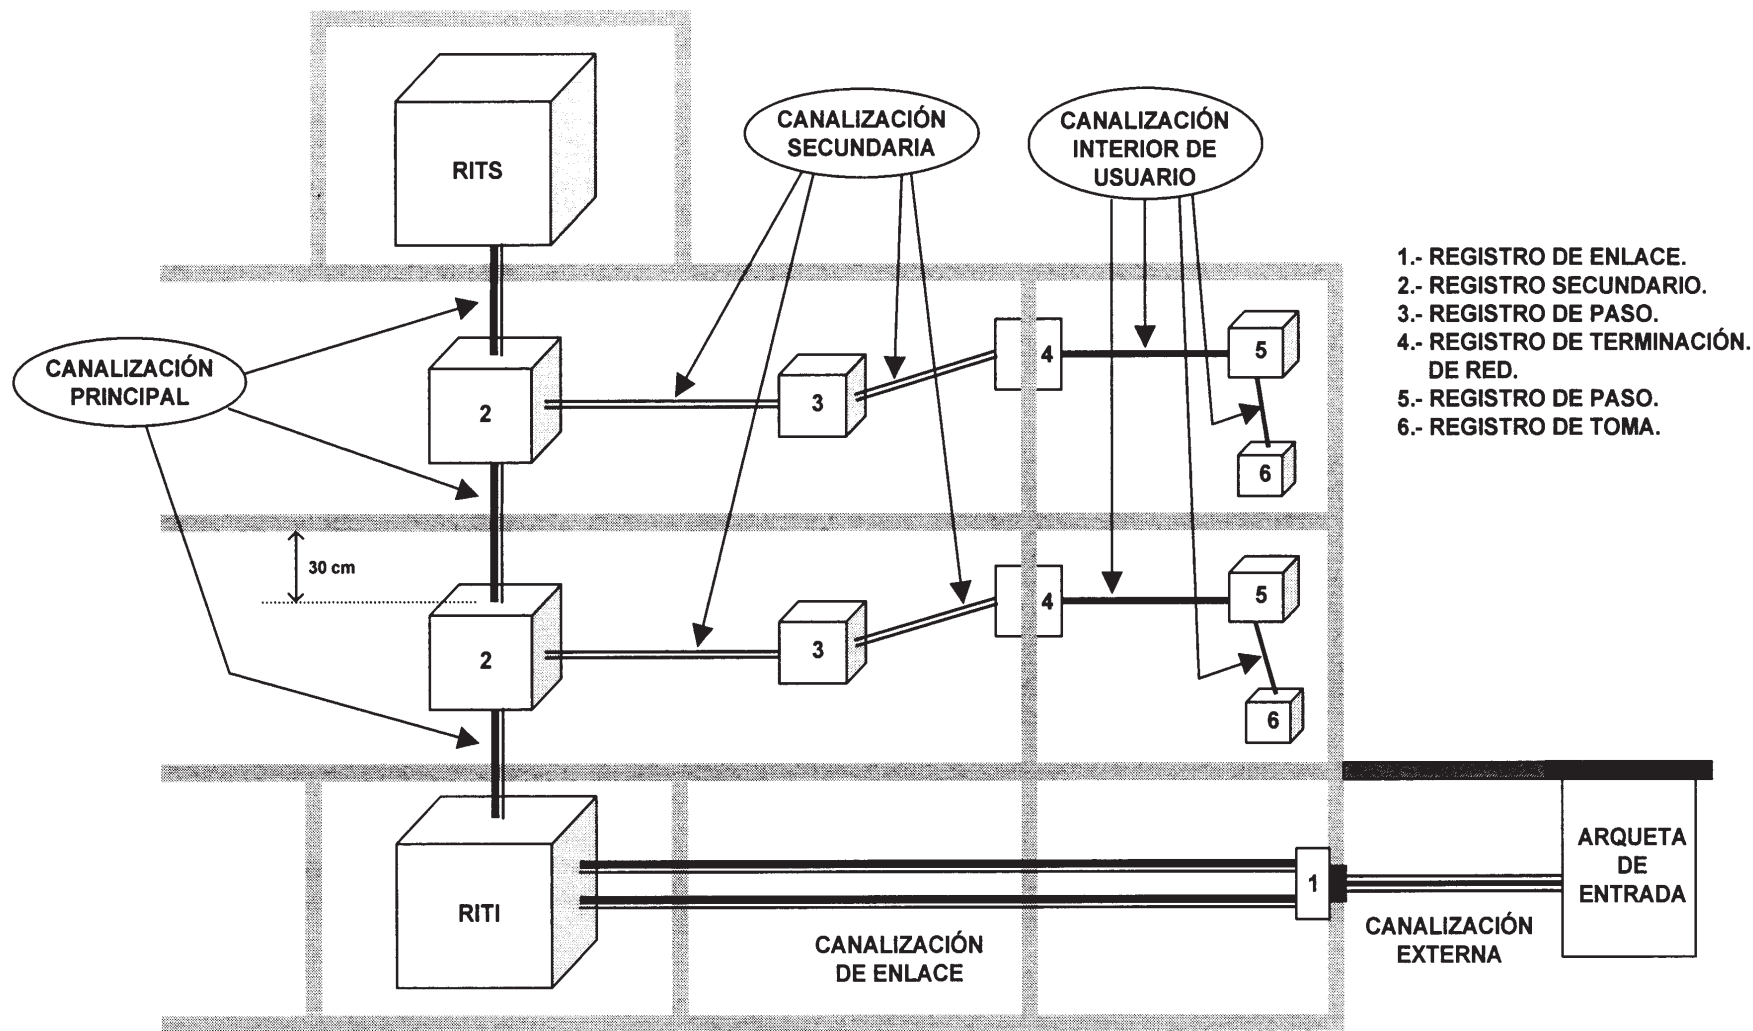 RITS
CANALIZACIÓN
SECUNDARIA
CANALIZACIÓN
INTERIOR DE
USUARIO
1.- REGISTRO DE ENLACE.
2.- REGISTRO SECUNDARIO.
3.- REGISTRO DE PASO.
4.- REGISTRO DE TERMINACIÓN.
DE RED.
5.- REGISTRO DE PASO.
6.- REGISTRO DE TOMA.
CANALIZACIÓN
PRINCIPAL
2
3
4
5
6
30 cm
2
3
4
5
6
RITI
1
ARQUETA
DE
ENTRADA
CANALIZACIÓN
DE ENLACE
CANALIZACIÓN
EXTERNA